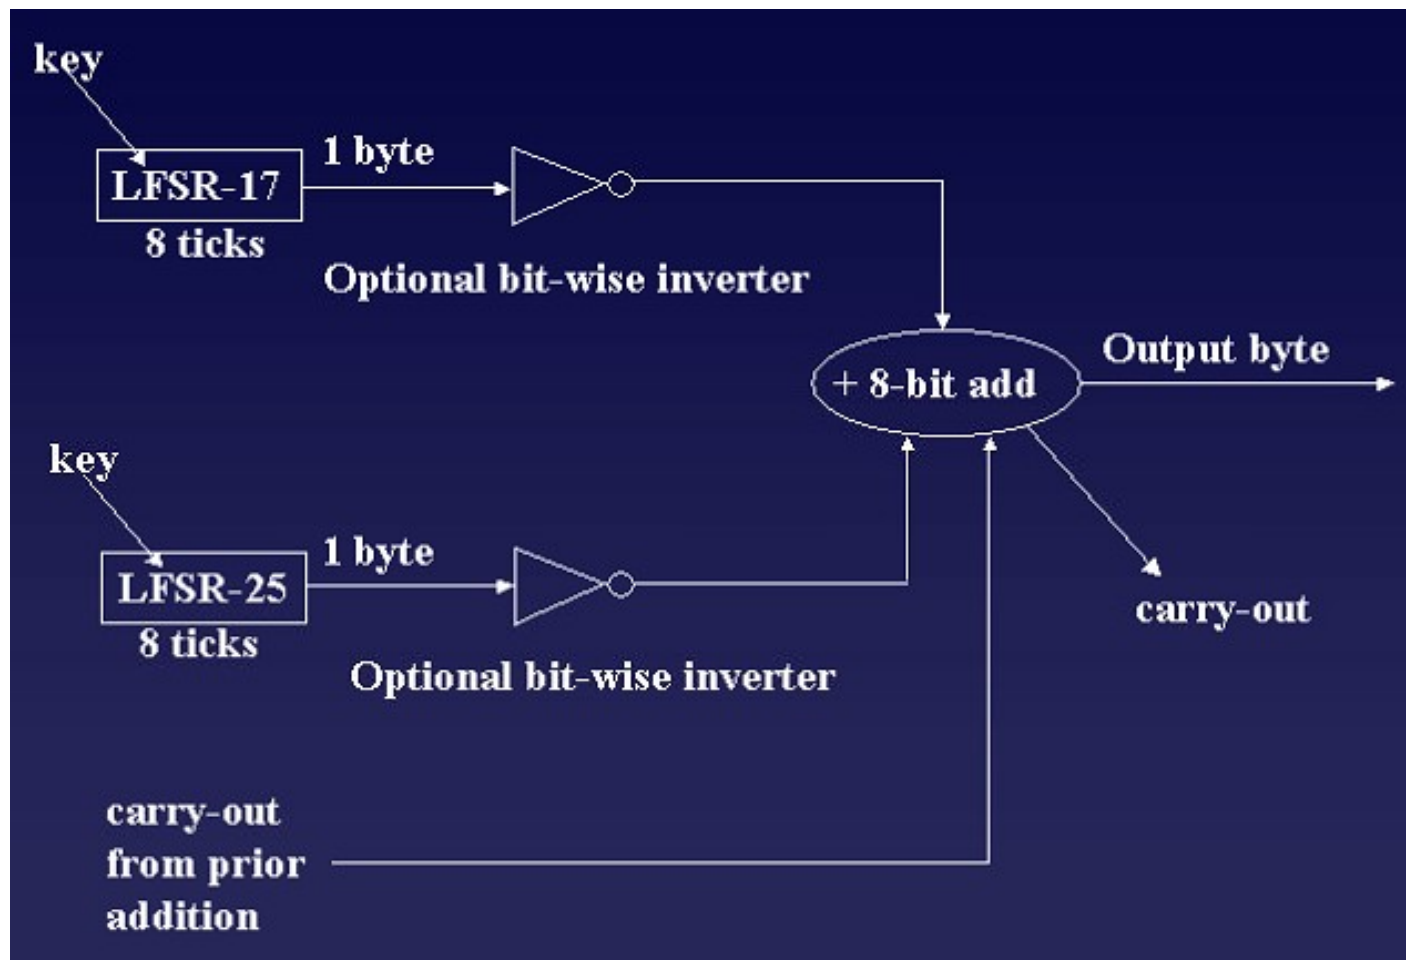 key
1 byte
LFSR-17
8 ticks
Optional bit-wise inverter
Output byte
+ 8-bit add
key
1 byte
LFSR-25
8 ticks
carry-out
Optional bit-wise inverter
carry-out
from prior
addition